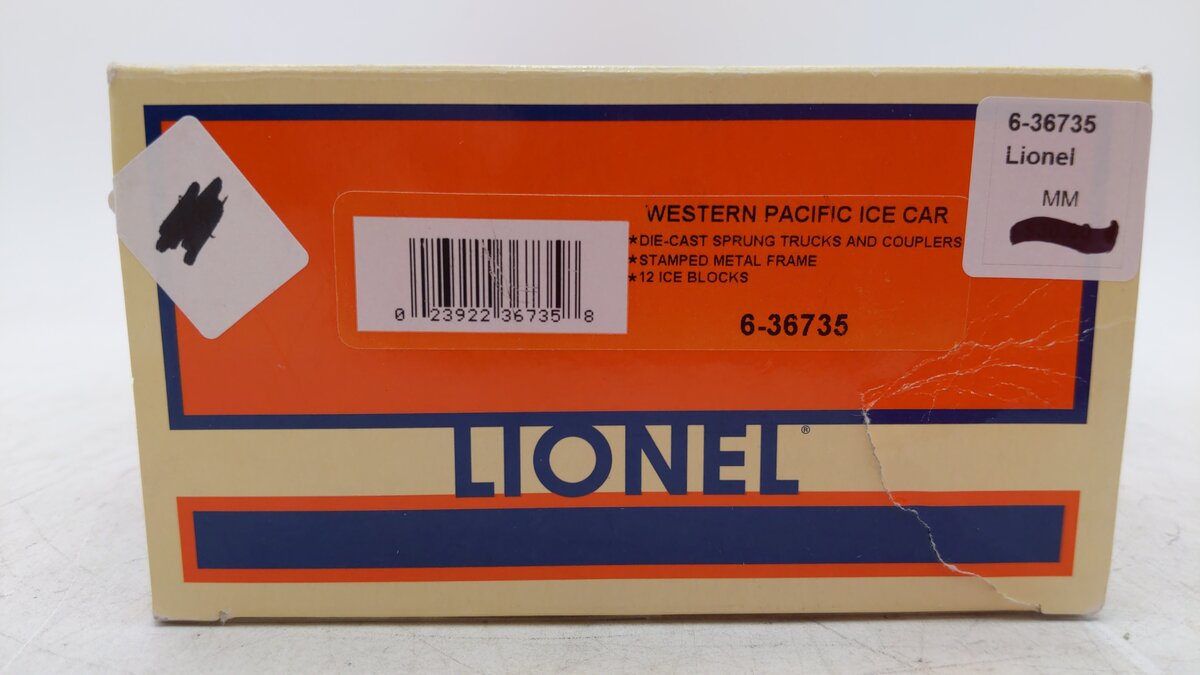 6-36735
Lionel
MM
WESTERN PACIFIC ICE CAR
*DIE-CAST SPRUNG TRUCKS AND COUPLERS
*STAMPED METAL FRAME
*12 ICE BLOCKS
6-36735
0 23922 36735 8
LIONEL®